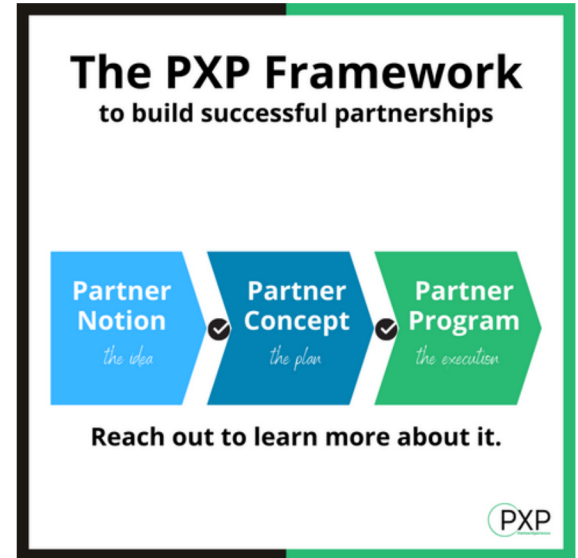 The PXP Framework
to build successful partnerships
Partner
Notion
the idea
Partner
Concept
the plan
Partner
Program
the execution
Reach out to learn more about it.
PXP